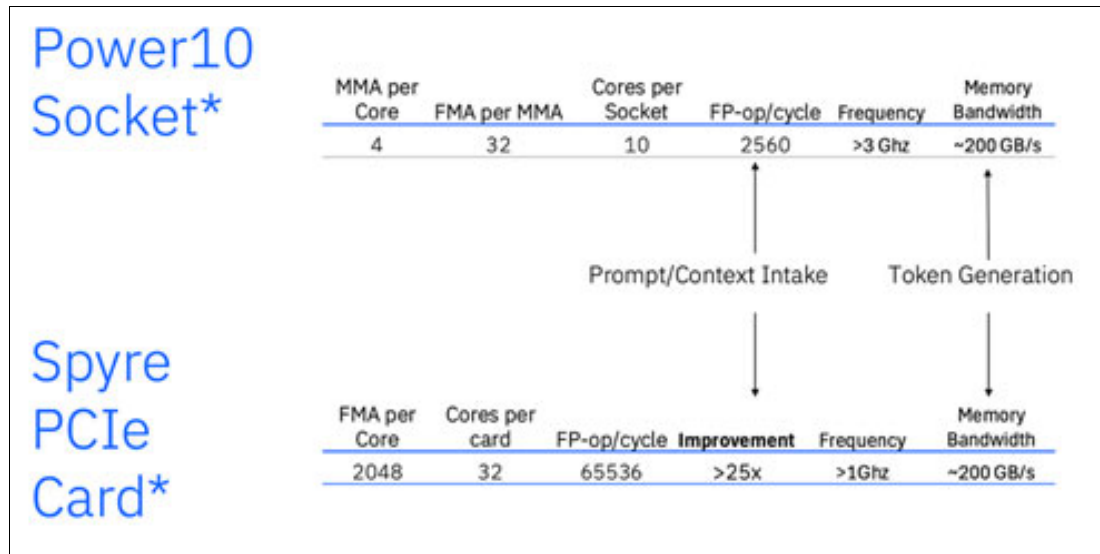 Power10
Socket*
MMA per Core FMA per MMA Cores per Socket FP-op/cycle Frequency Memory Bandwidth
4 32 10 2560 >3 Ghz ~200 GB/s
Prompt/Context Intake Token Generation
Spyre
PCIe
Card*
FMA per Core Cores per card FP-op/cycle Improvement Frequency Memory Bandwidth
2048 32 65536 >25x >1Ghz ~200 GB/s